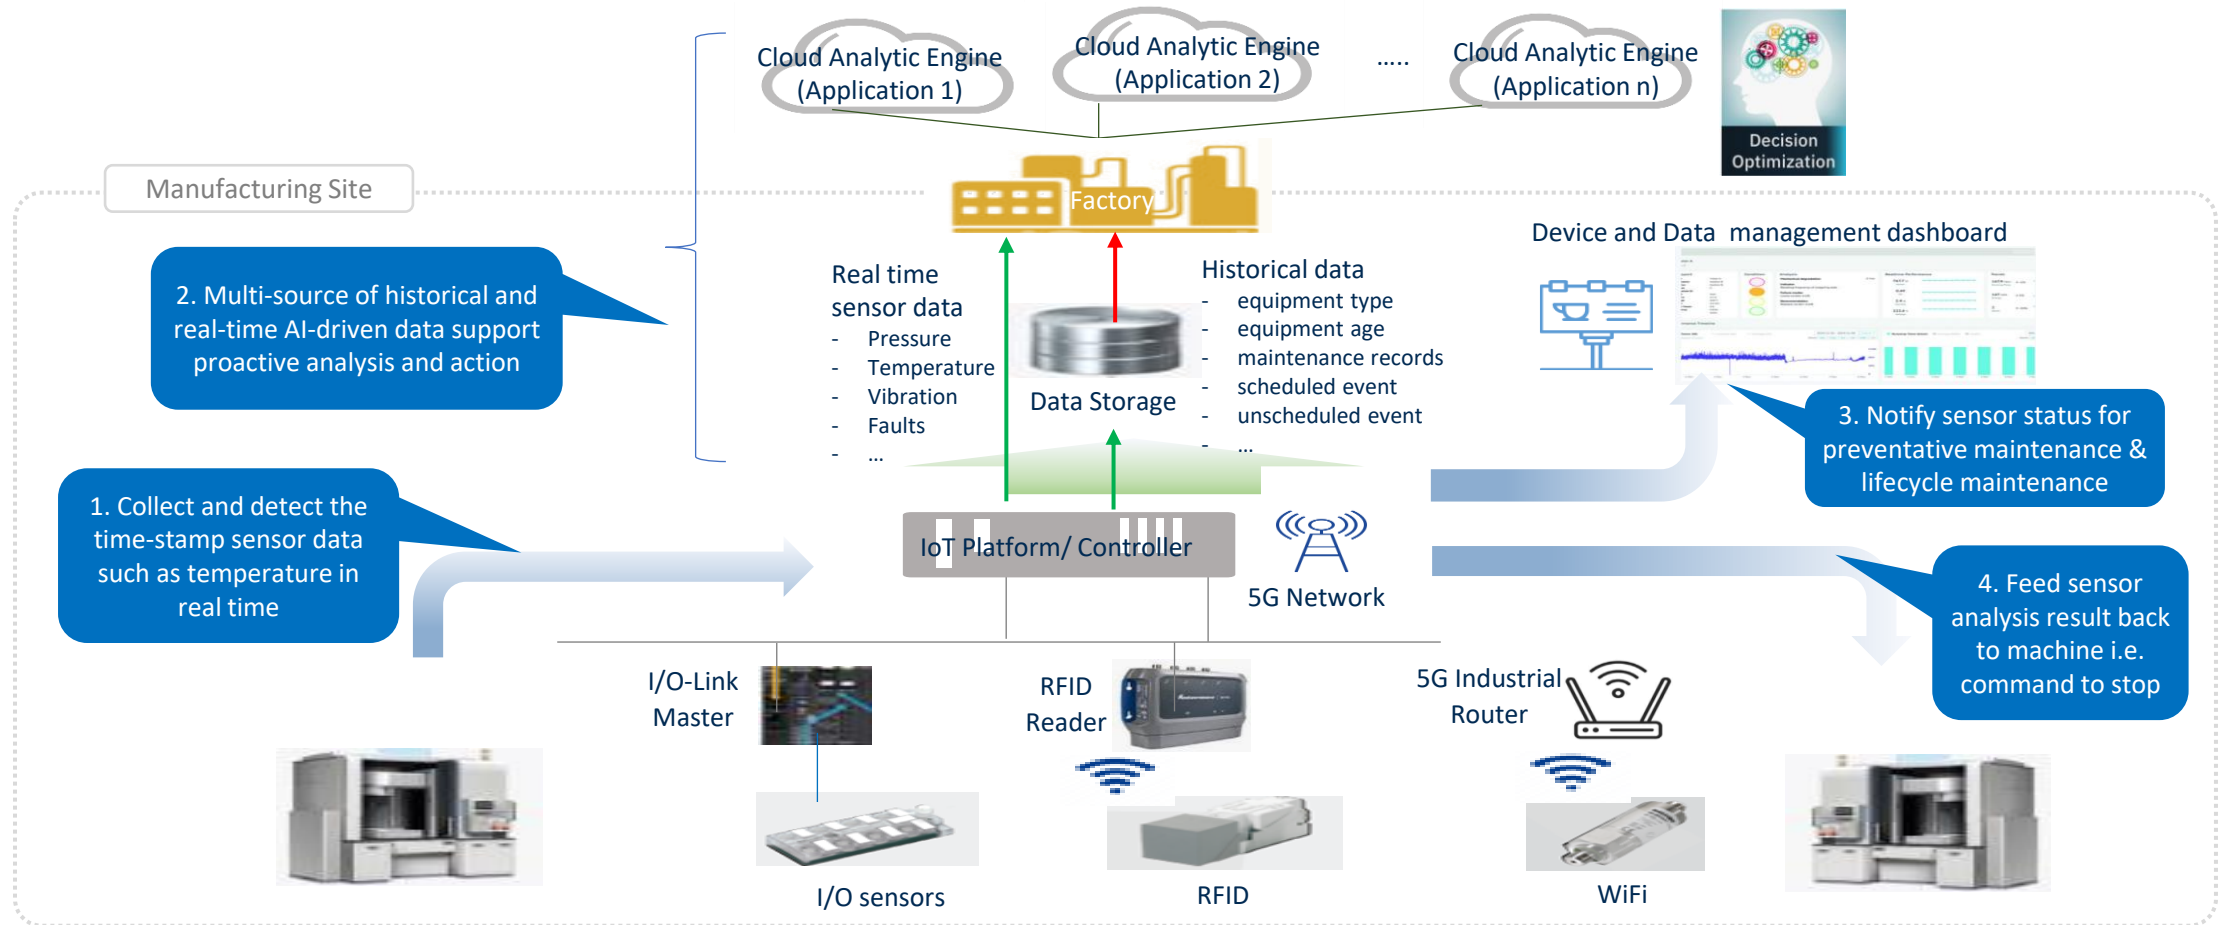 Cloud Analytic Engine
(Application 1)
Cloud Analytic Engine
(Application 2)
.....
Cloud Analytic Engine
(Application n)
Decision
Optimization
Manufacturing Site
Factory
Device and Data management dashboard
2. Multi-source of historical and
real-time AI-driven data support
proactive analysis and action
Real time
sensor data
- Pressure
- Temperature
- Vibration
- Faults
- ...
Data Storage
Historical data
- equipment type
- equipment age
- maintenance records
- scheduled event
- unscheduled event
- ...
3. Notify sensor status for
preventative maintenance &
lifecycle maintenance
1. Collect and detect the
time-stamp sensor data
such as temperature in
real time
IoT Platform/ Controller
5G Network
4. Feed sensor
analysis result back
to machine i.e.
command to stop
I/O-Link
Master
RFID
Reader
5G Industrial
Router
I/O sensors
RFID
WiFi